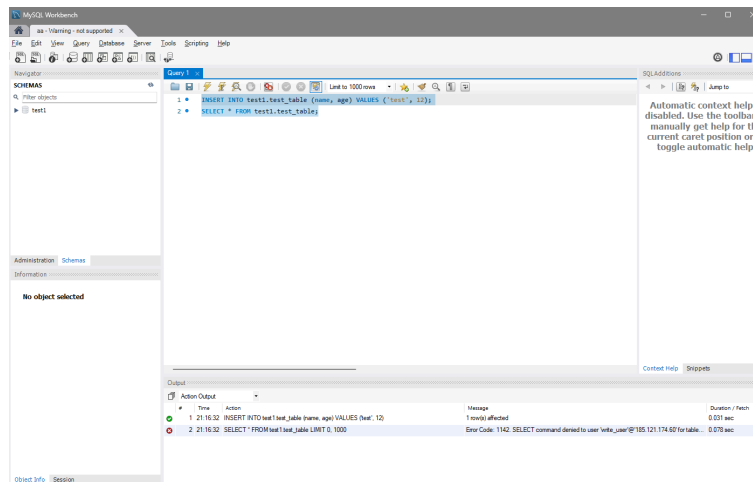 MySQL Workbench
aa - Warning - not supported ×
File Edit View Query Database Server Tools Scripting Help
Navigator
SCHEMAS
Filter objects
test1
Administration Schemas
Information
No object selected
Object Info Session
Query 1 ×
Limit to 1000 rows
1 INSERT INTO test1.test_table (name, age) VALUES ('test', 12);
2 SELECT * FROM test1.test_table;
SQLAdditions
Jump to
Automatic context help
disabled. Use the toolbar
manually get help for th
current caret position or
toggle automatic help
Context Help Snippets
Output
Action Output
# Time Action Message Duration / Fetch
1 21:16:32 INSERT INTO test1.test_table (name, age) VALUES ('test', 12) 1 row(s) affected 0.031 sec
2 21:16:32 SELECT * FROM test1.test_table LIMIT 0, 1000 Error Code: 1142. SELECT command denied to user 'write_user'@'185.121.174.60' for table... 0.078 sec